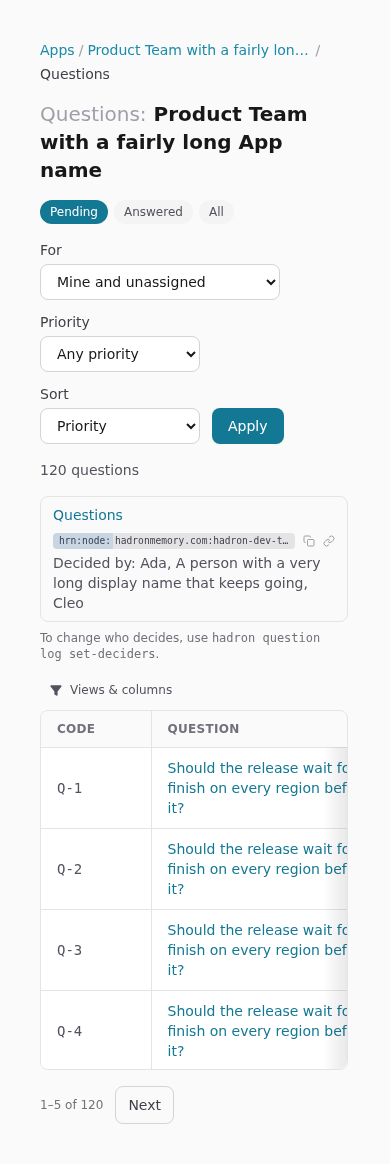 Apps / Product Team with a fairly lon… /
Questions
Questions: Product Team
with a fairly long App
name
Pending Answered All
For
Mine and unassigned
Priority
Any priority
Sort
Priority Apply
120 questions
Questions
hrn:node: hadronmemory.com:hadron-dev-t…
Decided by: Ada, A person with a very
long display name that keeps going,
Cleo
To change who decides, use hadron question
log set-deciders.
Views & columns
CODE QUESTION
Q-1
Should the release wait fo
finish on every region bef
it?
Q-2
Should the release wait fo
finish on every region bef
it?
Q-3
Should the release wait fo
finish on every region bef
it?
Q-4
Should the release wait fo
finish on every region bef
it?
1–5 of 120 Next